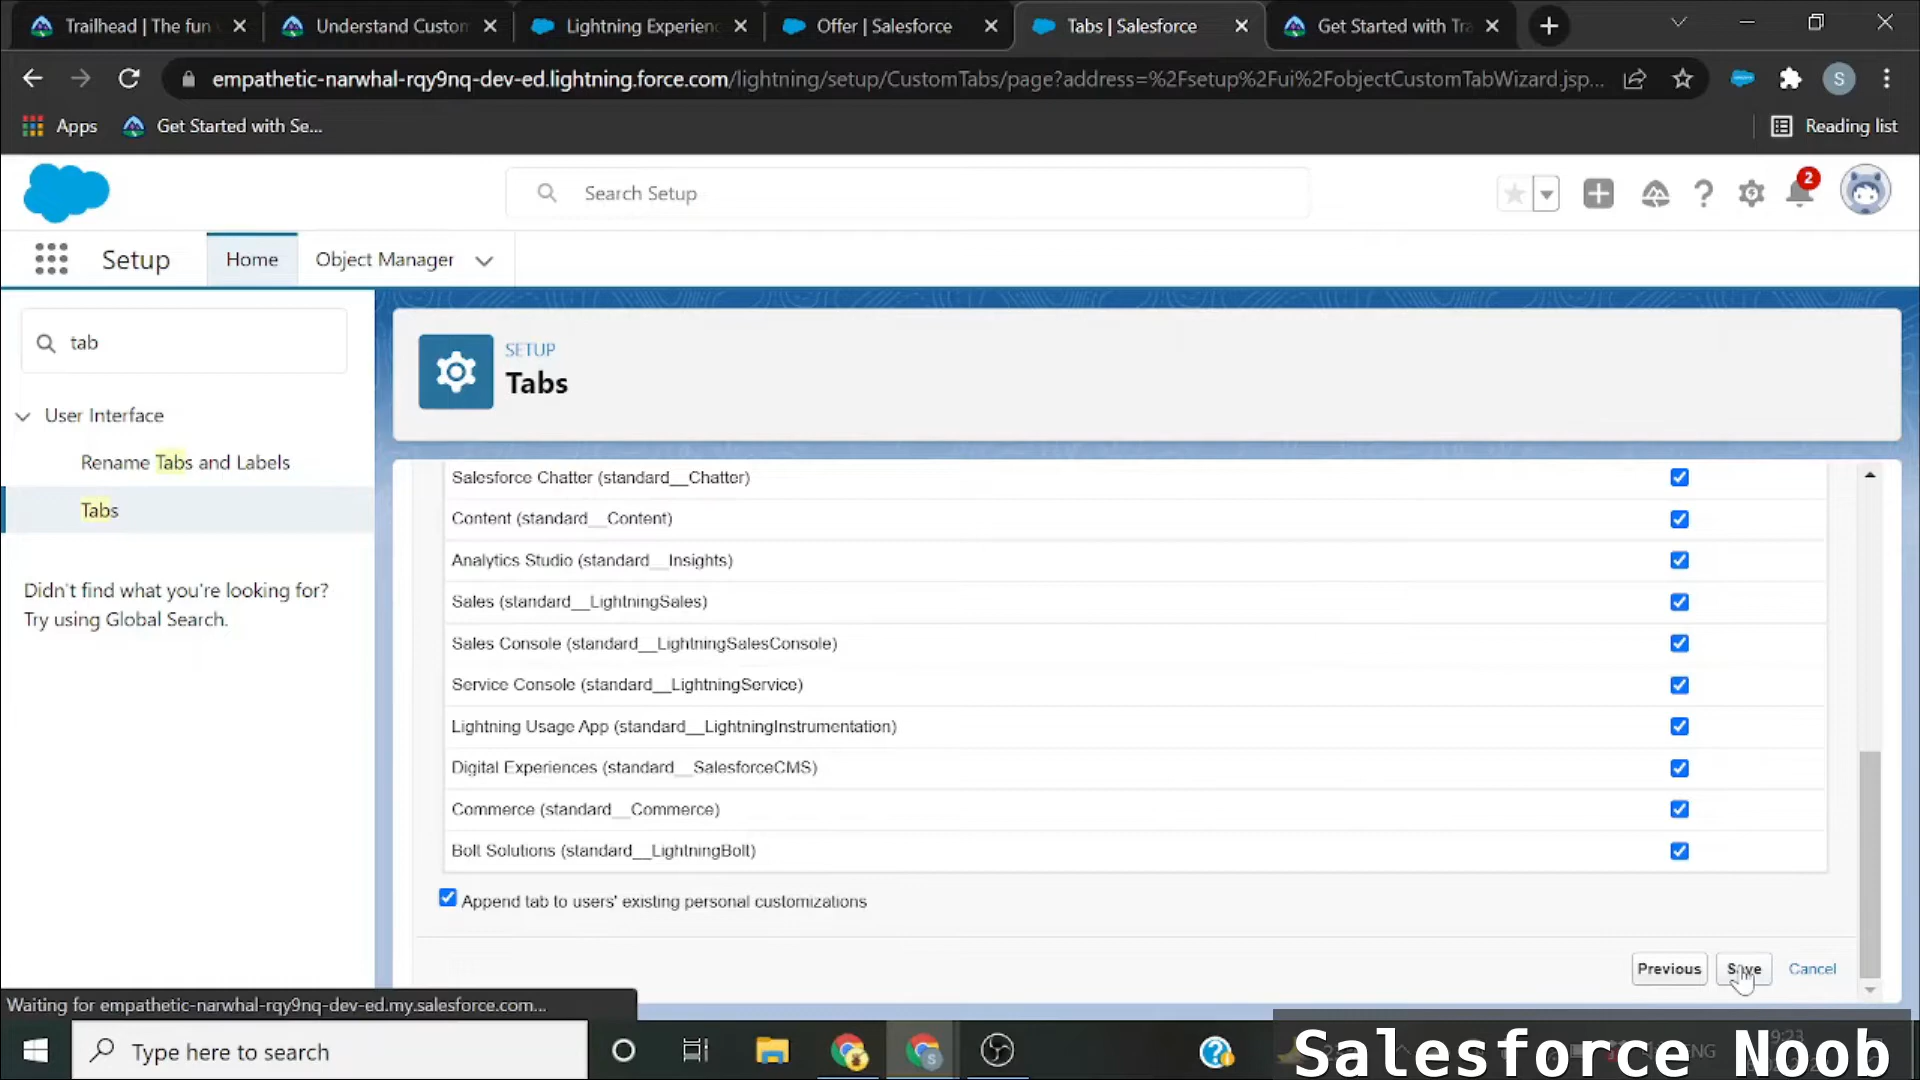 Trailhead | The fun
Understand Custom
Lightning Experienc
Offer | Salesforce
Tabs | Salesforce
Get Started with Tra
empathetic-narwhal-rqy9nq-dev-ed.lightning.force.com/lightning/setup/CustomTabs/page?address=%2Fsetup%2Fui%2FobjectCustomTabWizard.jsp...
S
Apps
Get Started with Se...
Reading list
Search Setup
2
Setup
Home
Object Manager
tab
User Interface
Rename Tabs and Labels
Tabs
Didn't find what you're looking for?
Try using Global Search.
SETUP
Tabs
Salesforce Chatter (standard__Chatter)
Content (standard__Content)
Analytics Studio (standard__Insights)
Sales (standard__LightningSales)
Sales Console (standard__LightningSalesConsole)
Service Console (standard__LightningService)
Lightning Usage App (standard__LightningInstrumentation)
Digital Experiences (standard__SalesforceCMS)
Commerce (standard__Commerce)
Bolt Solutions (standard__LightningBolt)
Append tab to users' existing personal customizations
Previous
Save
Cancel
Waiting for empathetic-narwhal-rqy9nq-dev-ed.my.salesforce.com...
Type here to search
Salesforce Noob